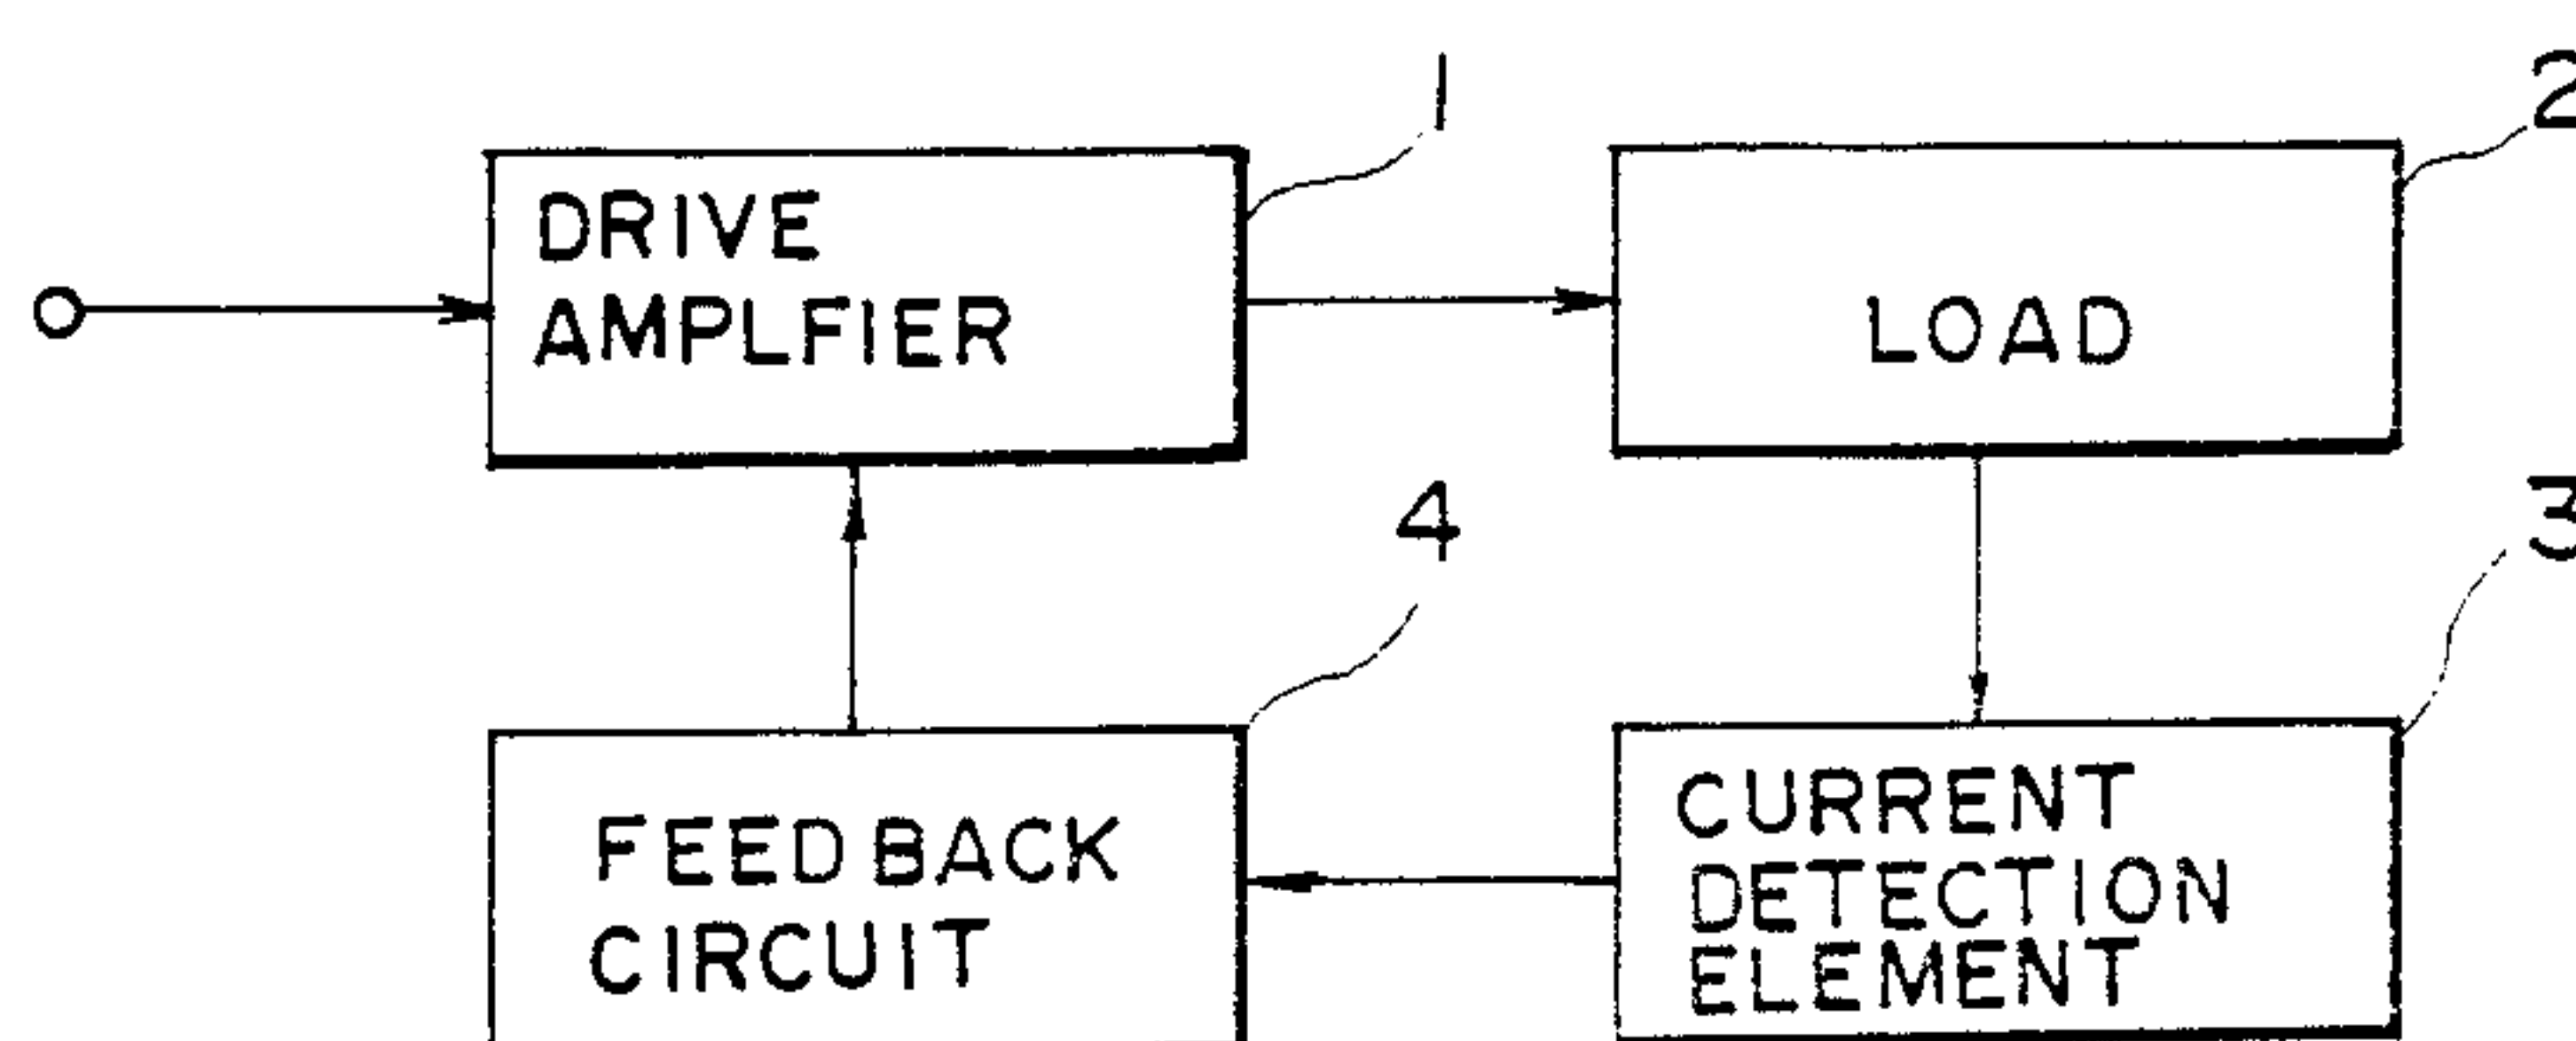 1
2
DRIVE
AMPLFIER
LOAD
4
3
FEEDBACK
CIRCUIT
CURRENT
DETECTION
ELEMENT